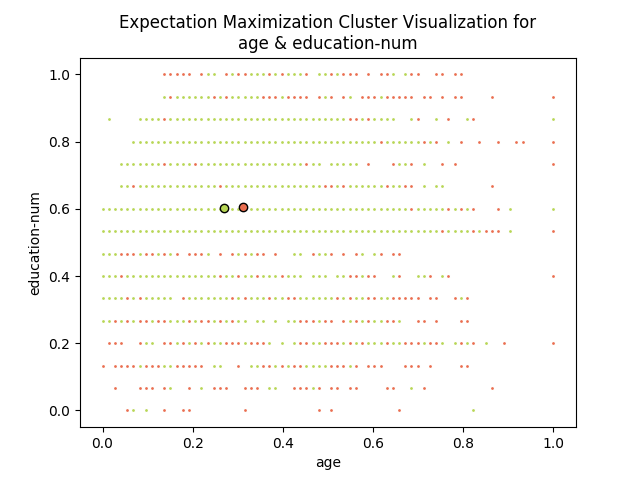 Expectation Maximization Cluster Visualization for
age & education-num
1.0
0.8
0.6
0.4
0.2
0.0
education-num
0.0 0.2 0.4 0.6 0.8 1.0
age